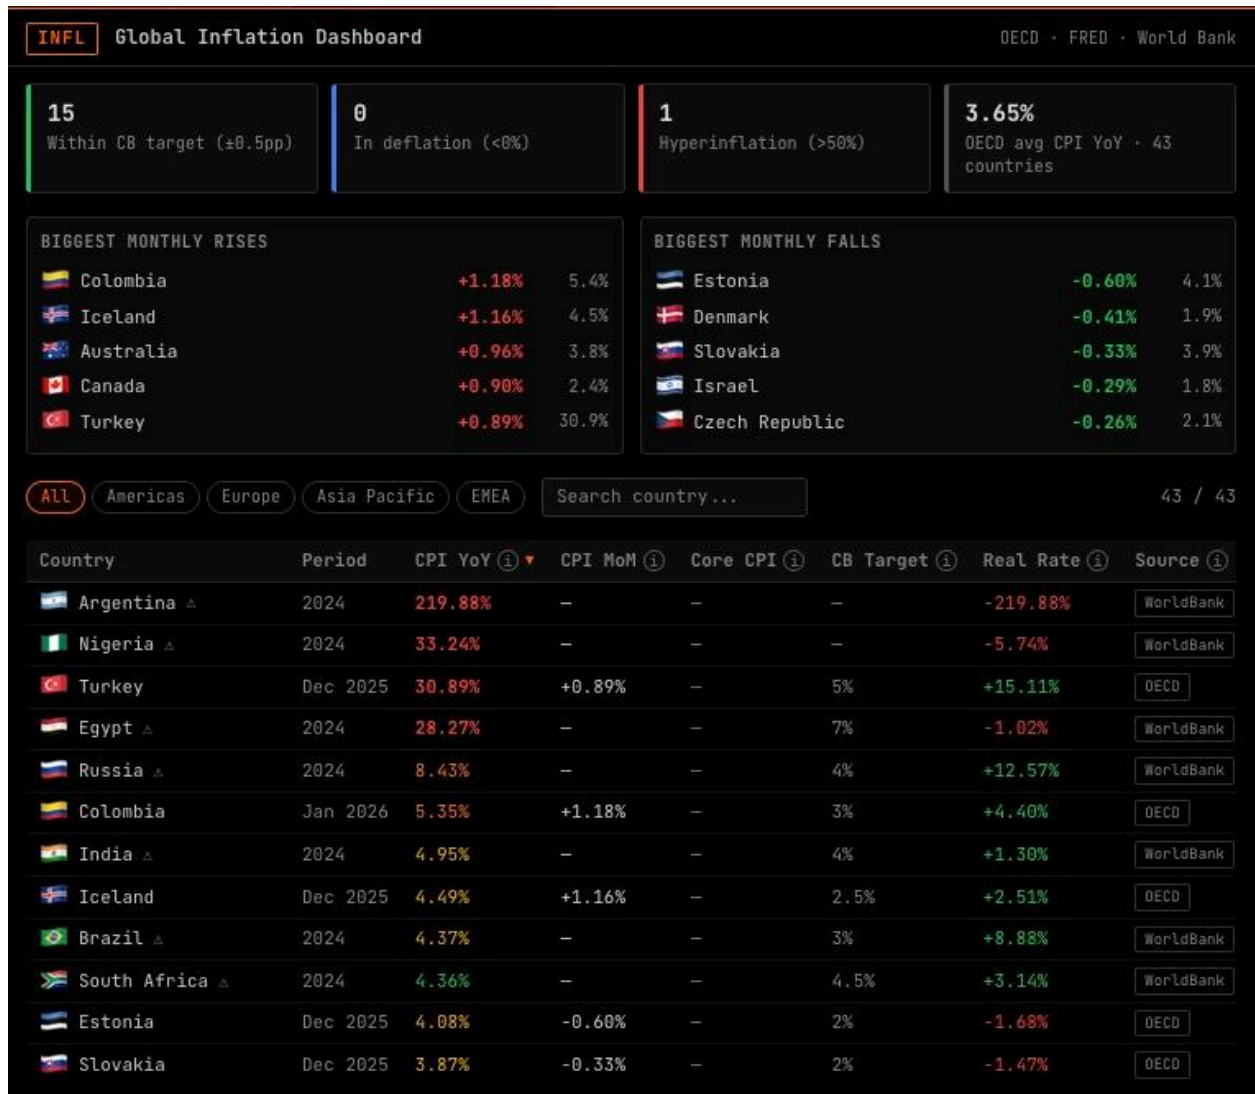 INFL Global Inflation Dashboard OECD · FRED · World Bank
15 0 1 3.65%
Within CB target (±0.5pp) In deflation (<0%) Hyperinflation (>50%) OECD avg CPI YoY · 43
countries
BIGGEST MONTHLY RISES BIGGEST MONTHLY FALLS
Colombia +1.18% 5.4% Estonia -0.60% 4.1%
Iceland +1.16% 4.5% Denmark -0.41% 1.9%
Australia +0.96% 3.8% Slovakia -0.33% 3.9%
Canada +0.90% 2.4% Israel -0.29% 1.8%
Turkey +0.89% 30.9% Czech Republic -0.26% 2.1%
All Americas Europe Asia Pacific EMEA Search country... 43 / 43
Country Period CPI YoY ⓘ ▼ CPI MoM ⓘ Core CPI ⓘ CB Target ⓘ Real Rate ⓘ Source ⓘ
Argentina ⚠ 2024 219.88% — — — -219.88% WorldBank
Nigeria ⚠ 2024 33.24% — — — -5.74% WorldBank
Turkey Dec 2025 30.89% +0.89% — 5% +15.11% OECD
Egypt ⚠ 2024 28.27% — — 7% -1.02% WorldBank
Russia ⚠ 2024 8.43% — — 4% +12.57% WorldBank
Colombia Jan 2026 5.35% +1.18% — 3% +4.40% OECD
India ⚠ 2024 4.95% — — 4% +1.30% WorldBank
Iceland Dec 2025 4.49% +1.16% — 2.5% +2.51% OECD
Brazil ⚠ 2024 4.37% — — 3% +8.88% WorldBank
South Africa ⚠ 2024 4.36% — — 4.5% +3.14% WorldBank
Estonia Dec 2025 4.08% -0.60% — 2% -1.68% OECD
Slovakia Dec 2025 3.87% -0.33% — 2% -1.47% OECD